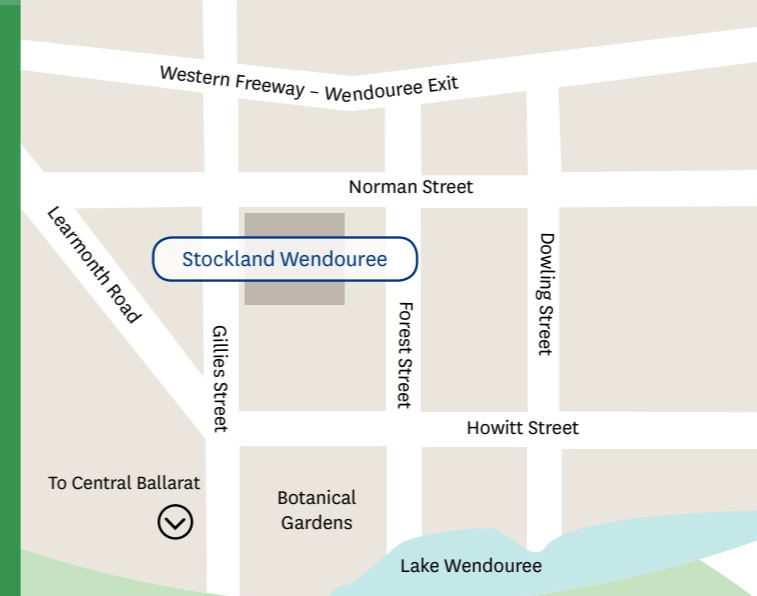 Western Freeway – Wendouree Exit
Norman Street
Learmonth Road
Stockland Wendouree
Dowling Street
Gillies Street
Forest Street
Howitt Street
To Central Ballarat
Botanical
Gardens
Lake Wendouree